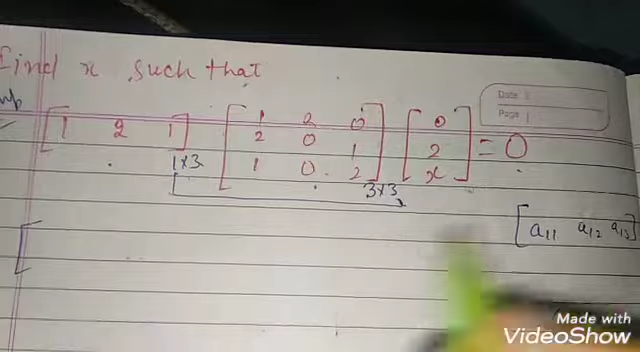 Find x such that
Date
Page
[1 2 1] [1 2 0] [0]
[2 0 1] [2] = 0
[1 0 2] [x]
1×3
3×3
[a11 a12 a13]
Made with
VideoShow